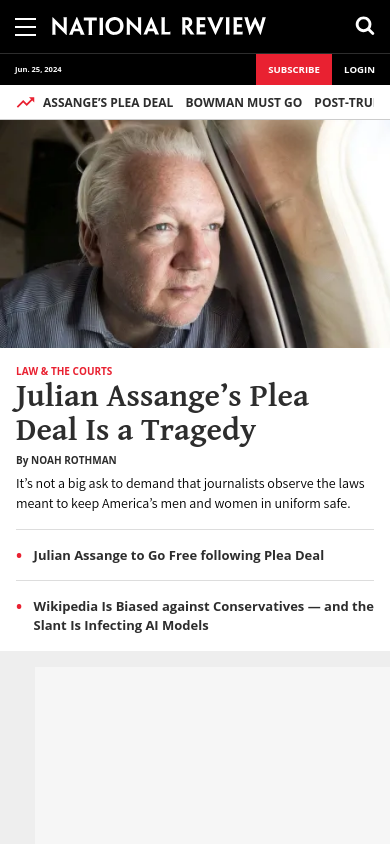 NATIONAL REVIEW
Jun. 25, 2024
SUBSCRIBE
LOGIN
ASSANGE’S PLEA DEAL BOWMAN MUST GO POST-TRU
LAW & THE COURTS
Julian Assange’s Plea
Deal Is a Tragedy
By NOAH ROTHMAN
It’s not a big ask to demand that journalists observe the laws
meant to keep America’s men and women in uniform safe.
Julian Assange to Go Free following Plea Deal
Wikipedia Is Biased against Conservatives — and the
Slant Is Infecting AI Models